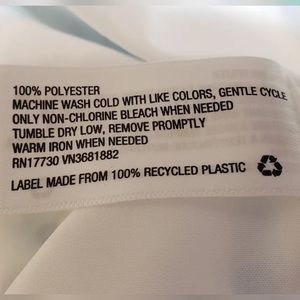 100% POLYESTER
MACHINE WASH COLD WITH LIKE COLORS, GENTLE CYCLE
ONLY NON-CHLORINE BLEACH WHEN NEEDED
TUMBLE DRY LOW, REMOVE PROMPTLY
WARM IRON WHEN NEEDED
RN17730 VN3681882
LABEL MADE FROM 100% RECYCLED PLASTIC